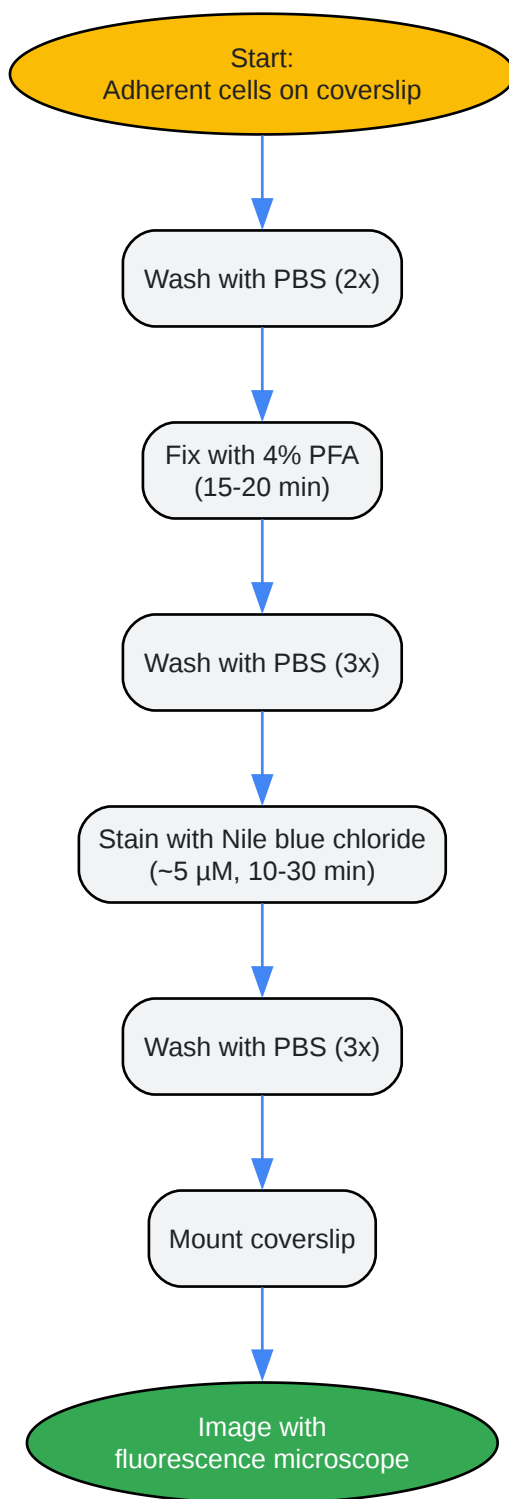 Start:
Adherent cells on coverslip
Wash with PBS (2x)
Fix with 4% PFA
(15-20 min)
Wash with PBS (3x)
Stain with Nile blue chloride
(~5 µM, 10-30 min)
Wash with PBS (3x)
Mount coverslip
Image with
fluorescence microscope